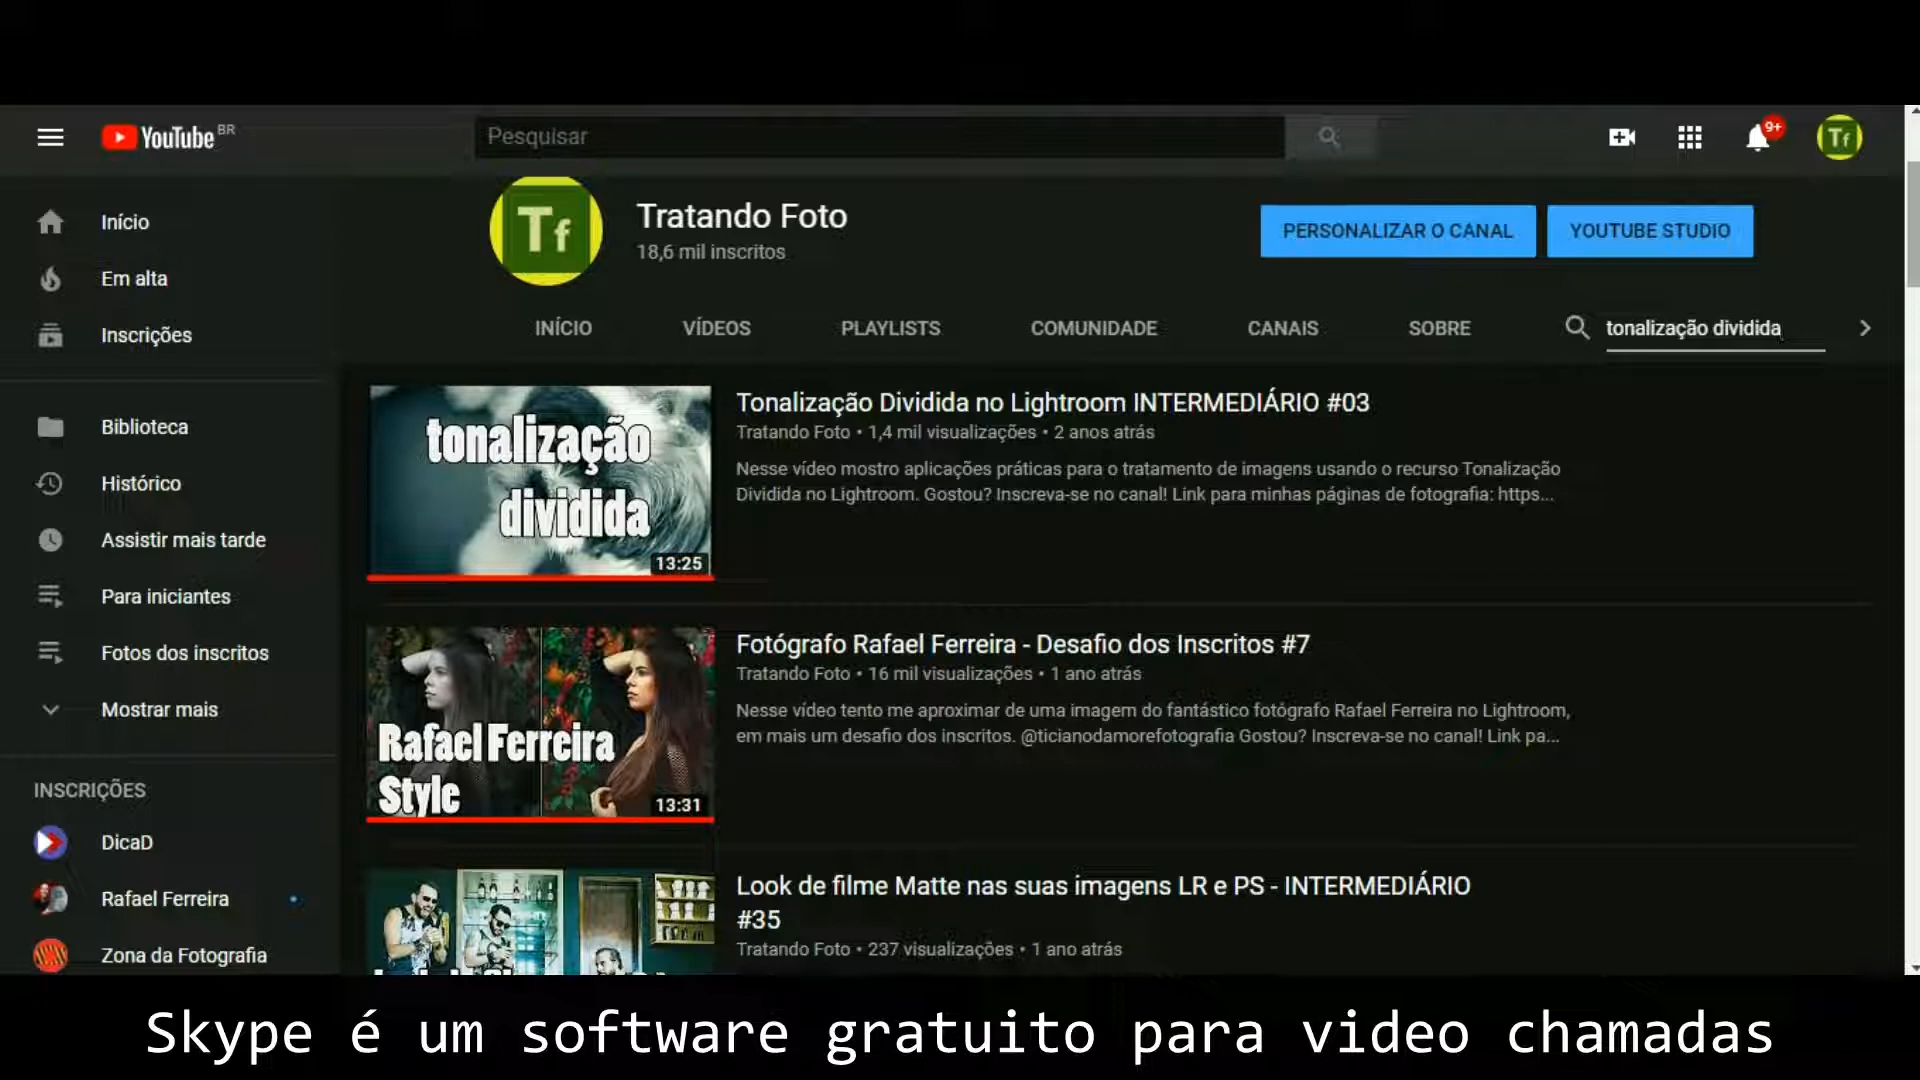 YouTube BR
Pesquisar
9+
Tf
Início
Em alta
Inscrições
Biblioteca
Histórico
Assistir mais tarde
Para iniciantes
Fotos dos inscritos
Mostrar mais
INSCRIÇÕES
DicaD
Rafael Ferreira
Zona da Fotografia
Tf
Tratando Foto
18,6 mil inscritos
PERSONALIZAR O CANAL
YOUTUBE STUDIO
INÍCIO
VÍDEOS
PLAYLISTS
COMUNIDADE
CANAIS
SOBRE
tonalização dividida
tonalização
dividida
13:25
Tonalização Dividida no Lightroom INTERMEDIÁRIO #03
Tratando Foto • 1,4 mil visualizações • 2 anos atrás
Nesse vídeo mostro aplicações práticas para o tratamento de imagens usando o recurso Tonalização
Dividida no Lightroom. Gostou? Inscreva-se no canal! Link para minhas páginas de fotografia: https...
Rafael Ferreira
Style
13:31
Fotógrafo Rafael Ferreira - Desafio dos Inscritos #7
Tratando Foto • 16 mil visualizações • 1 ano atrás
Nesse vídeo tento me aproximar de uma imagem do fantástico fotógrafo Rafael Ferreira no Lightroom,
em mais um desafio dos inscritos. @ticianodamorefotografia Gostou? Inscreva-se no canal! Link pa...
Look de filme Matte nas suas imagens LR e PS - INTERMEDIÁRIO
#35
Tratando Foto • 237 visualizações • 1 ano atrás
Skype é um software gratuito para video chamadas